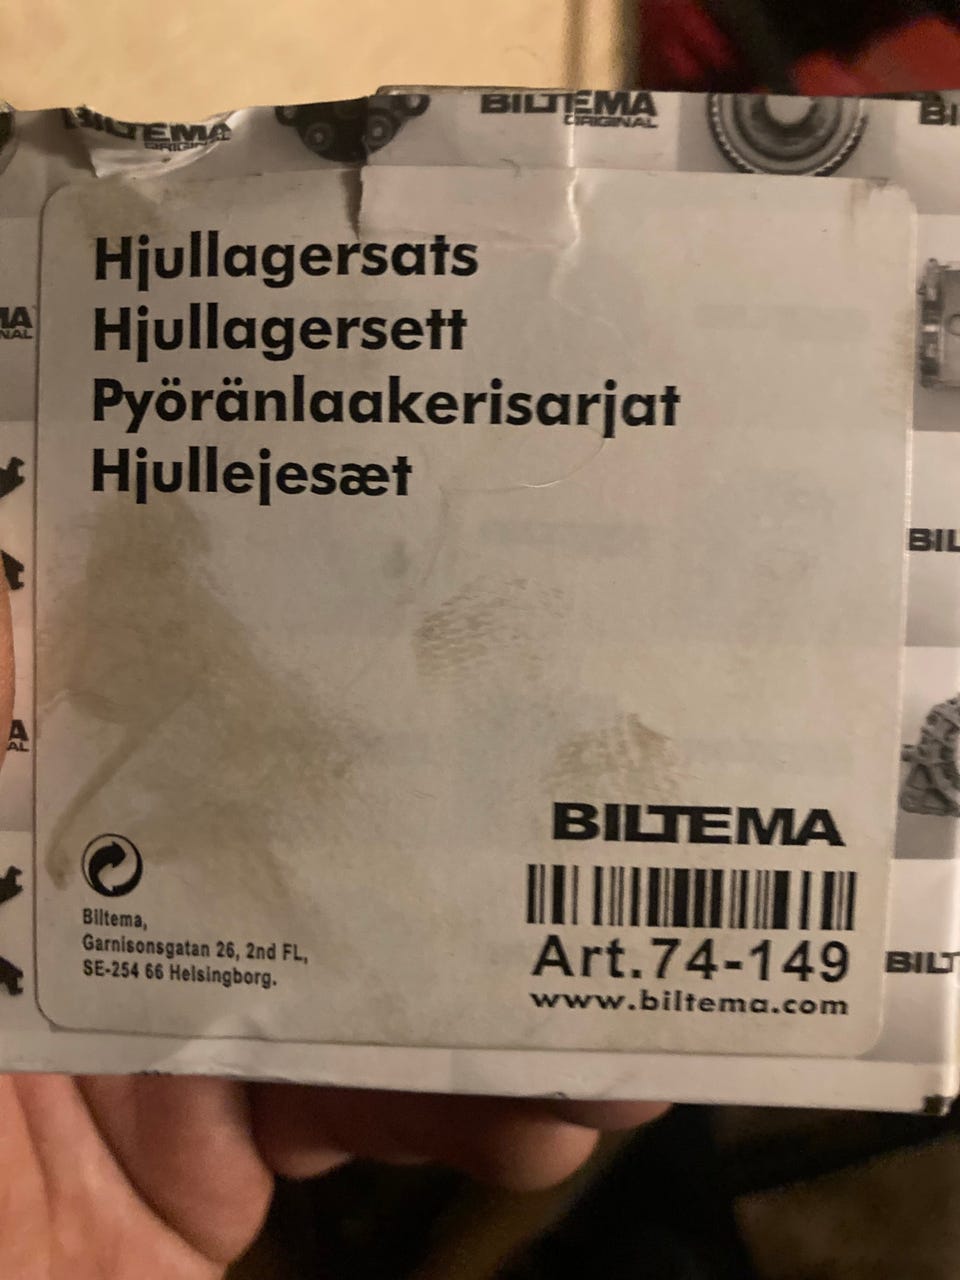 BILTEMA
ORIGINAL
BILTEMA
ORIGINAL
Hjullagersats
Hjullagersett
Pyöränlaakerisarjat
Hjullejesæt
BILTEMA
Biltema,
Garnisonsgatan 26, 2nd FL,
SE-254 66 Helsingborg.
Art.74-149
www.biltema.com